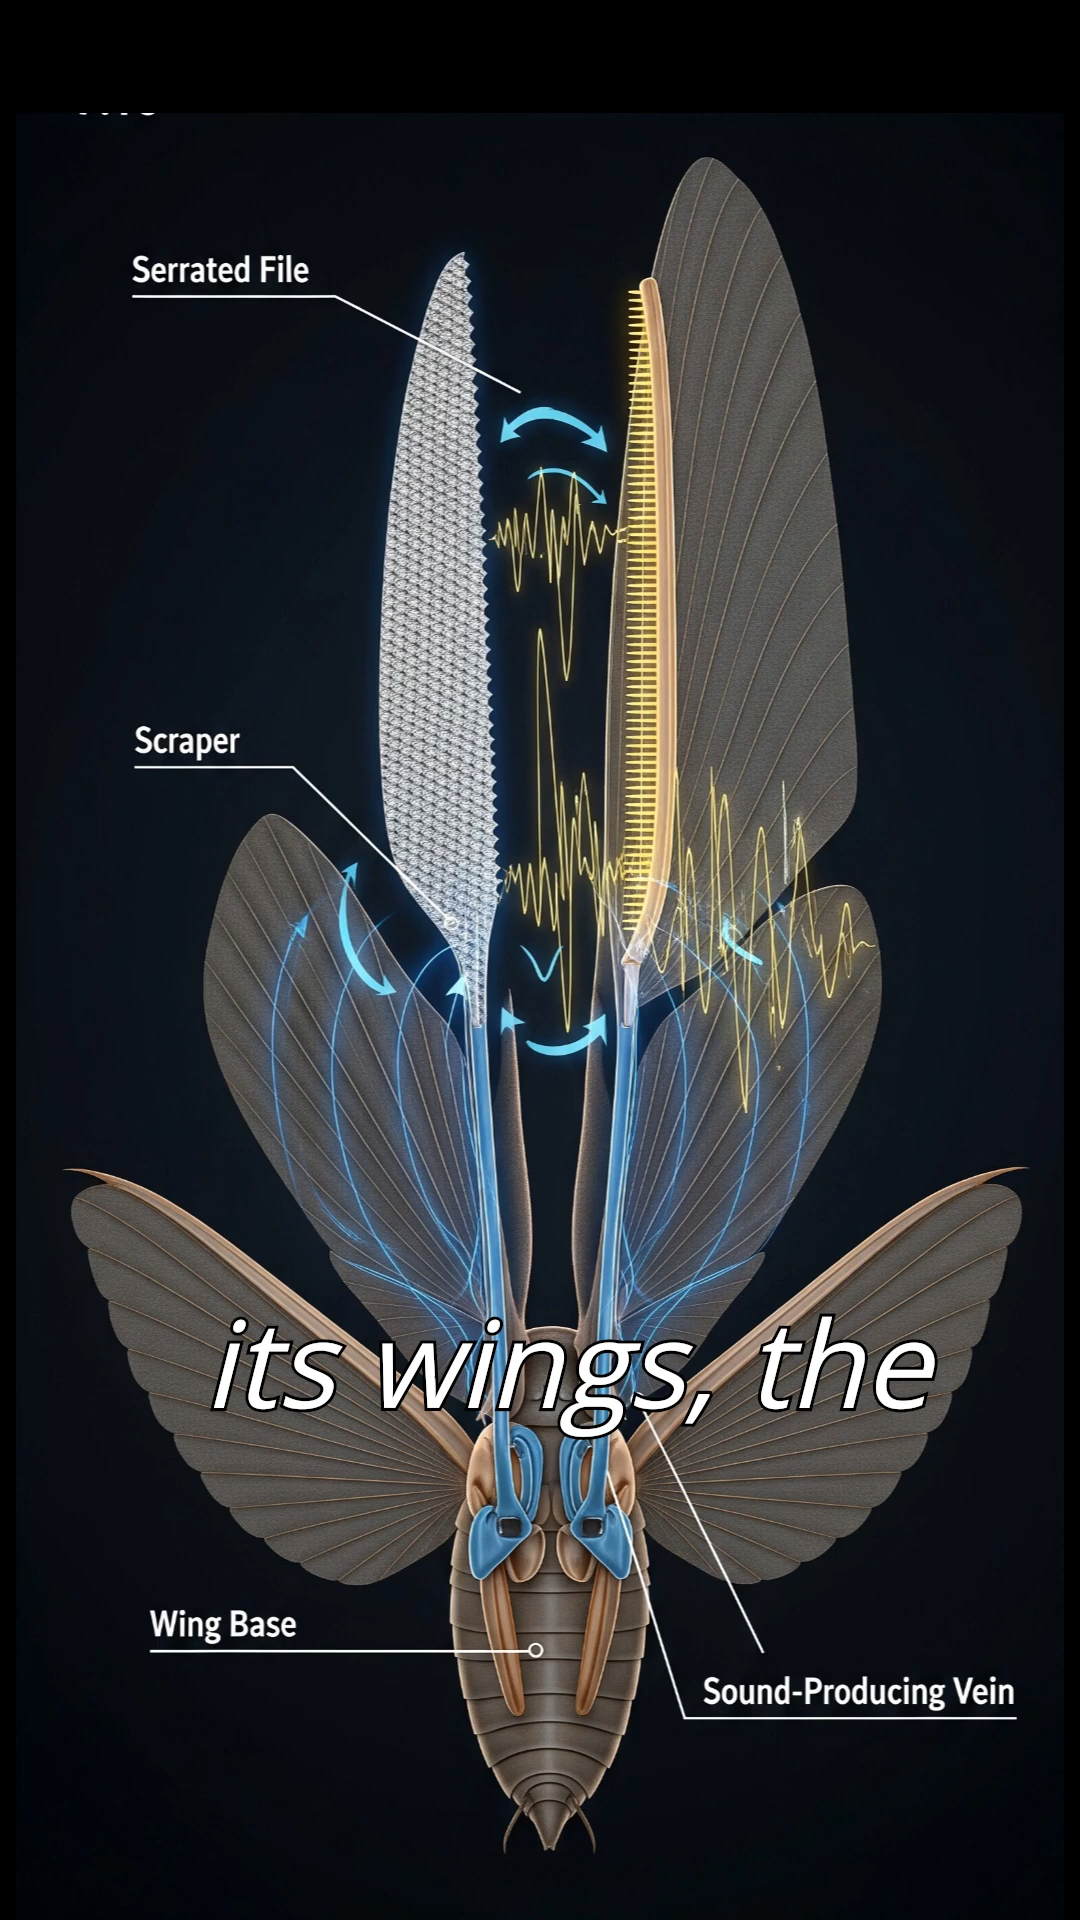 Serrated File
Scraper
its wings, the
Wing Base
Sound-Producing Vein